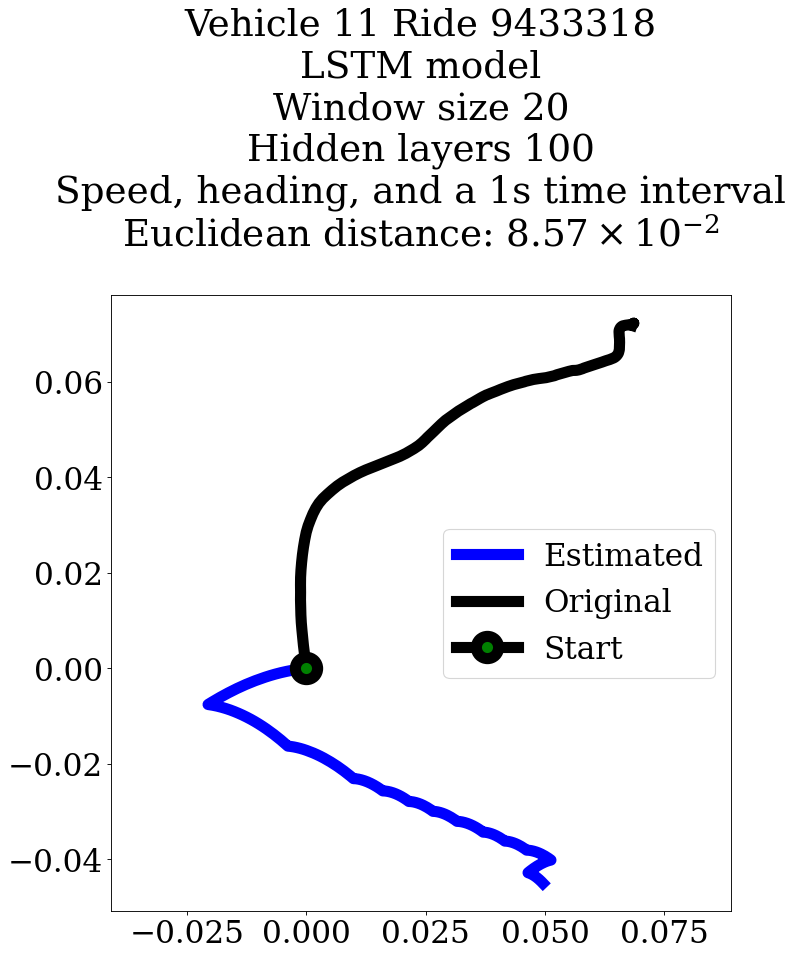 Vehicle 11 Ride 9433318
LSTM model
Window size 20
Hidden layers 100
Speed, heading, and a 1s time interval
Euclidean distance: 8.57 × 10⁻²
0.06
0.04
0.02
0.00
−0.02
−0.04
Estimated
Original
Start
−0.025 0.000 0.025 0.050 0.075